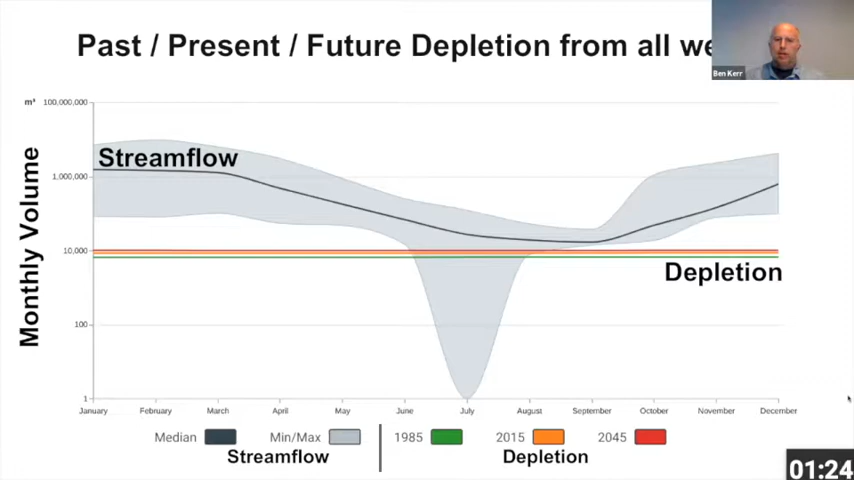 Past / Present / Future Depletion from all we
Ben Kerr
m³
100,000,000
1,000,000
10,000
100
1
Monthly Volume
Streamflow
Depletion
January February March April May June July August September October November December
Median Min/Max 1985 2015 2045
Streamflow Depletion
01:24